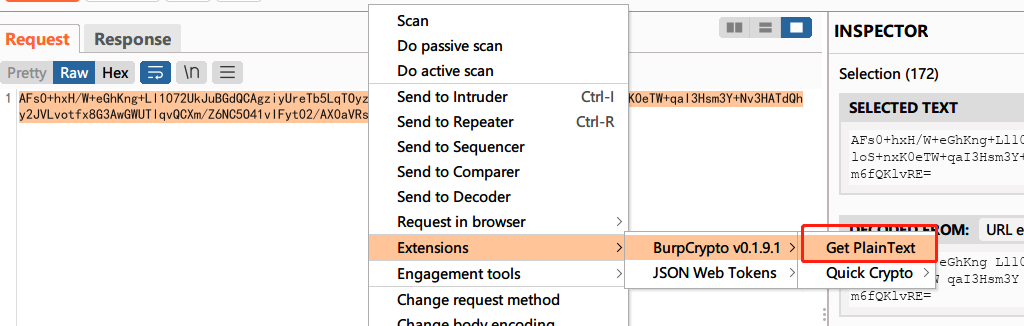 Request Response
Pretty Raw Hex \n
1
AFs0+hxH/W+eGhKng+Ll1072UkJuBGdQCAgziyUreTb5LqTOyz
K0eTW+qaI3Hsm3Y+Nv3HATdQh
y2JVLvotfx8G3AwGWUTlqvQCXm/Z6NC5O41vlFyt02/AX0aVRs
Scan
Do passive scan
Do active scan
Send to Intruder Ctrl-I
Send to Repeater Ctrl-R
Send to Sequencer
Send to Comparer
Send to Decoder
Request in browser
Extensions
Engagement tools
Change request method
Change body encoding
BurpCrypto v0.1.9.1
JSON Web Tokens
Get PlainText
Quick Crypto
INSPECTOR
Selection (172)
SELECTED TEXT
AFs0+hxH/W+eGhKng+Ll10
loS+nxK0eTW+qaI3Hsm3Y+
m6fQKlvRE=
DECODED FROM: URL e
eGhKng Ll10
W qaI3Hsm3Y
m6fQKlvRE=